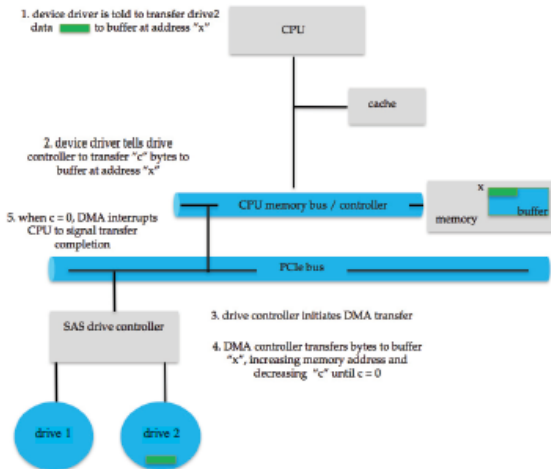 1. device driver is told to transfer drive2
data to buffer at address "x"
CPU
cache
2. device driver tells drive
controller to transfer "c" bytes to
buffer at address "x"
CPU memory bus / controller
x
buffer
memory
5. when c = 0, DMA interrupts
CPU to signal transfer
completion
PCIe bus
SAS drive controller
3. drive controller initiates DMA transfer
4. DMA controller transfers bytes to buffer
"x", increasing memory address and
decreasing "c" until c = 0
drive 1
drive 2